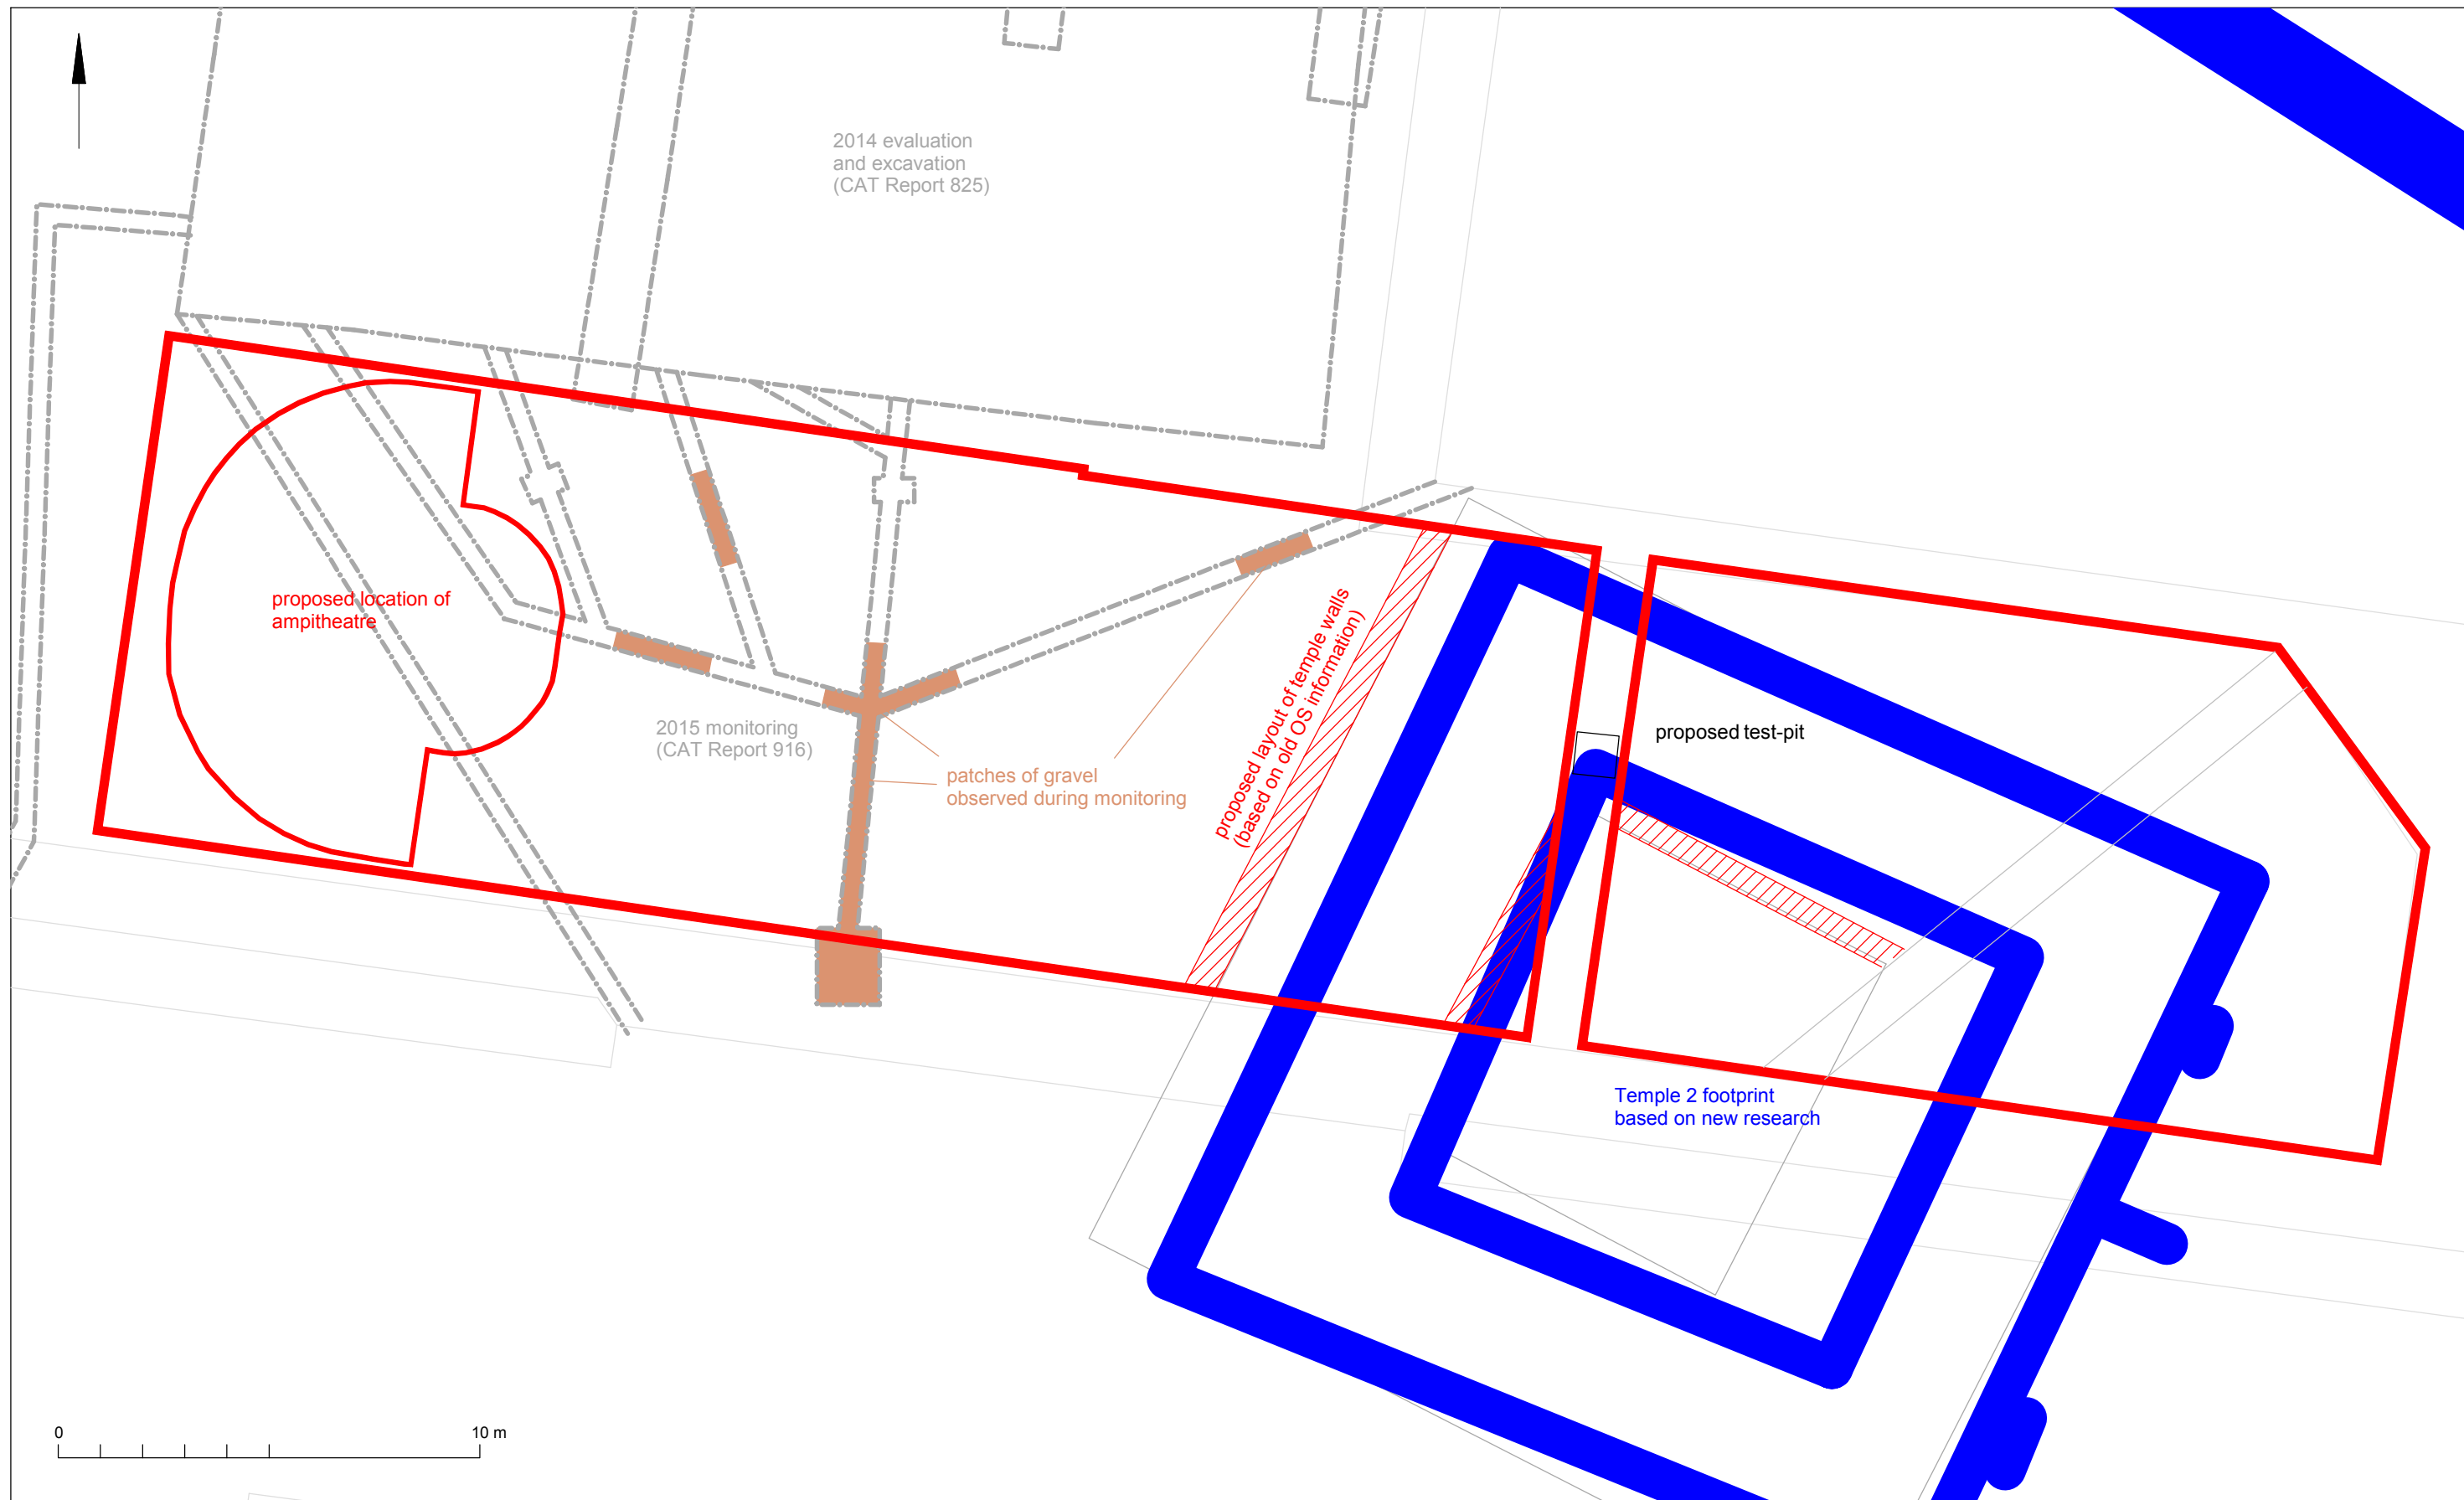 2014 evaluation
and excavation
(CAT Report 825)
proposed location of
ampitheatre
2015 monitoring
(CAT Report 916)
patches of gravel
observed during monitoring
proposed layout of temple walls
(based on old OS information)
proposed test-pit
Temple 2 footprint
based on new research
0
10 m